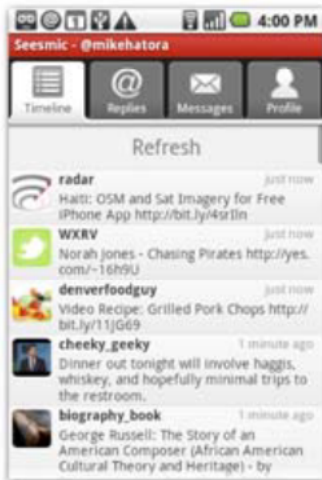 4:00 PM
Seesmic - @mikehatora
Timeline
Replies
Messages
Profile
Refresh
radar just now
Haiti: OSM and Sat Imagery for Free
iPhone App http://bit.ly/4srIln
WXRV just now
Norah Jones - Chasing Pirates http://yes.
com/~16h9U
denverfoodguy just now
Video Recipe: Grilled Pork Chops http://
bit.ly/11JG69
cheeky_geeky 1 minute ago
Dinner out tonight will involve haggis,
whiskey, and hopefully minimal trips to
the restroom.
biography_book 1 minute ago
George Russell: The Story of an
American Composer (African American
Cultural Theory and Heritage) - by